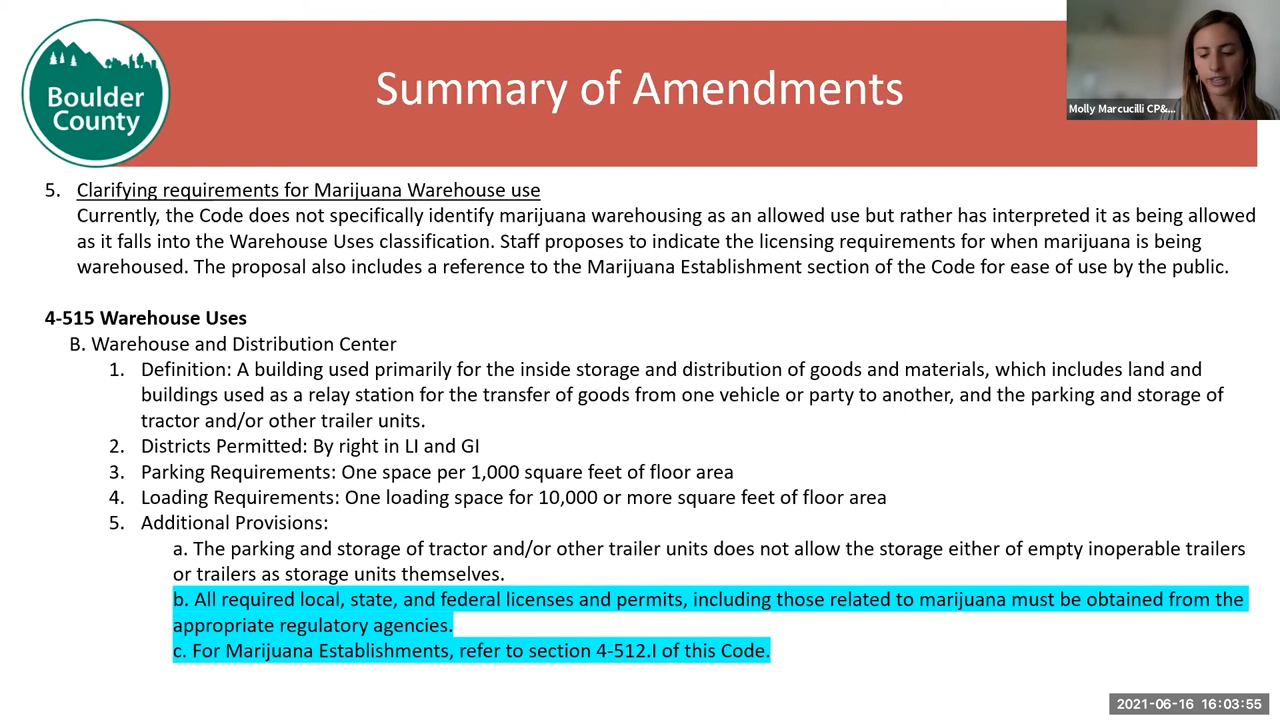 Boulder
County
Summary of Amendments
Molly Marcucilli CP&...
5. Clarifying requirements for Marijuana Warehouse use
Currently, the Code does not specifically identify marijuana warehousing as an allowed use but rather has interpreted it as being allowed
as it falls into the Warehouse Uses classification. Staff proposes to indicate the licensing requirements for when marijuana is being
warehoused. The proposal also includes a reference to the Marijuana Establishment section of the Code for ease of use by the public.
4-515 Warehouse Uses
B. Warehouse and Distribution Center
1. Definition: A building used primarily for the inside storage and distribution of goods and materials, which includes land and
buildings used as a relay station for the transfer of goods from one vehicle or party to another, and the parking and storage of
tractor and/or other trailer units.
2. Districts Permitted: By right in LI and GI
3. Parking Requirements: One space per 1,000 square feet of floor area
4. Loading Requirements: One loading space for 10,000 or more square feet of floor area
5. Additional Provisions:
a. The parking and storage of tractor and/or other trailer units does not allow the storage either of empty inoperable trailers
or trailers as storage units themselves.
b. All required local, state, and federal licenses and permits, including those related to marijuana must be obtained from the
appropriate regulatory agencies.
c. For Marijuana Establishments, refer to section 4-512.I of this Code.
2021-06-16 16:03:55